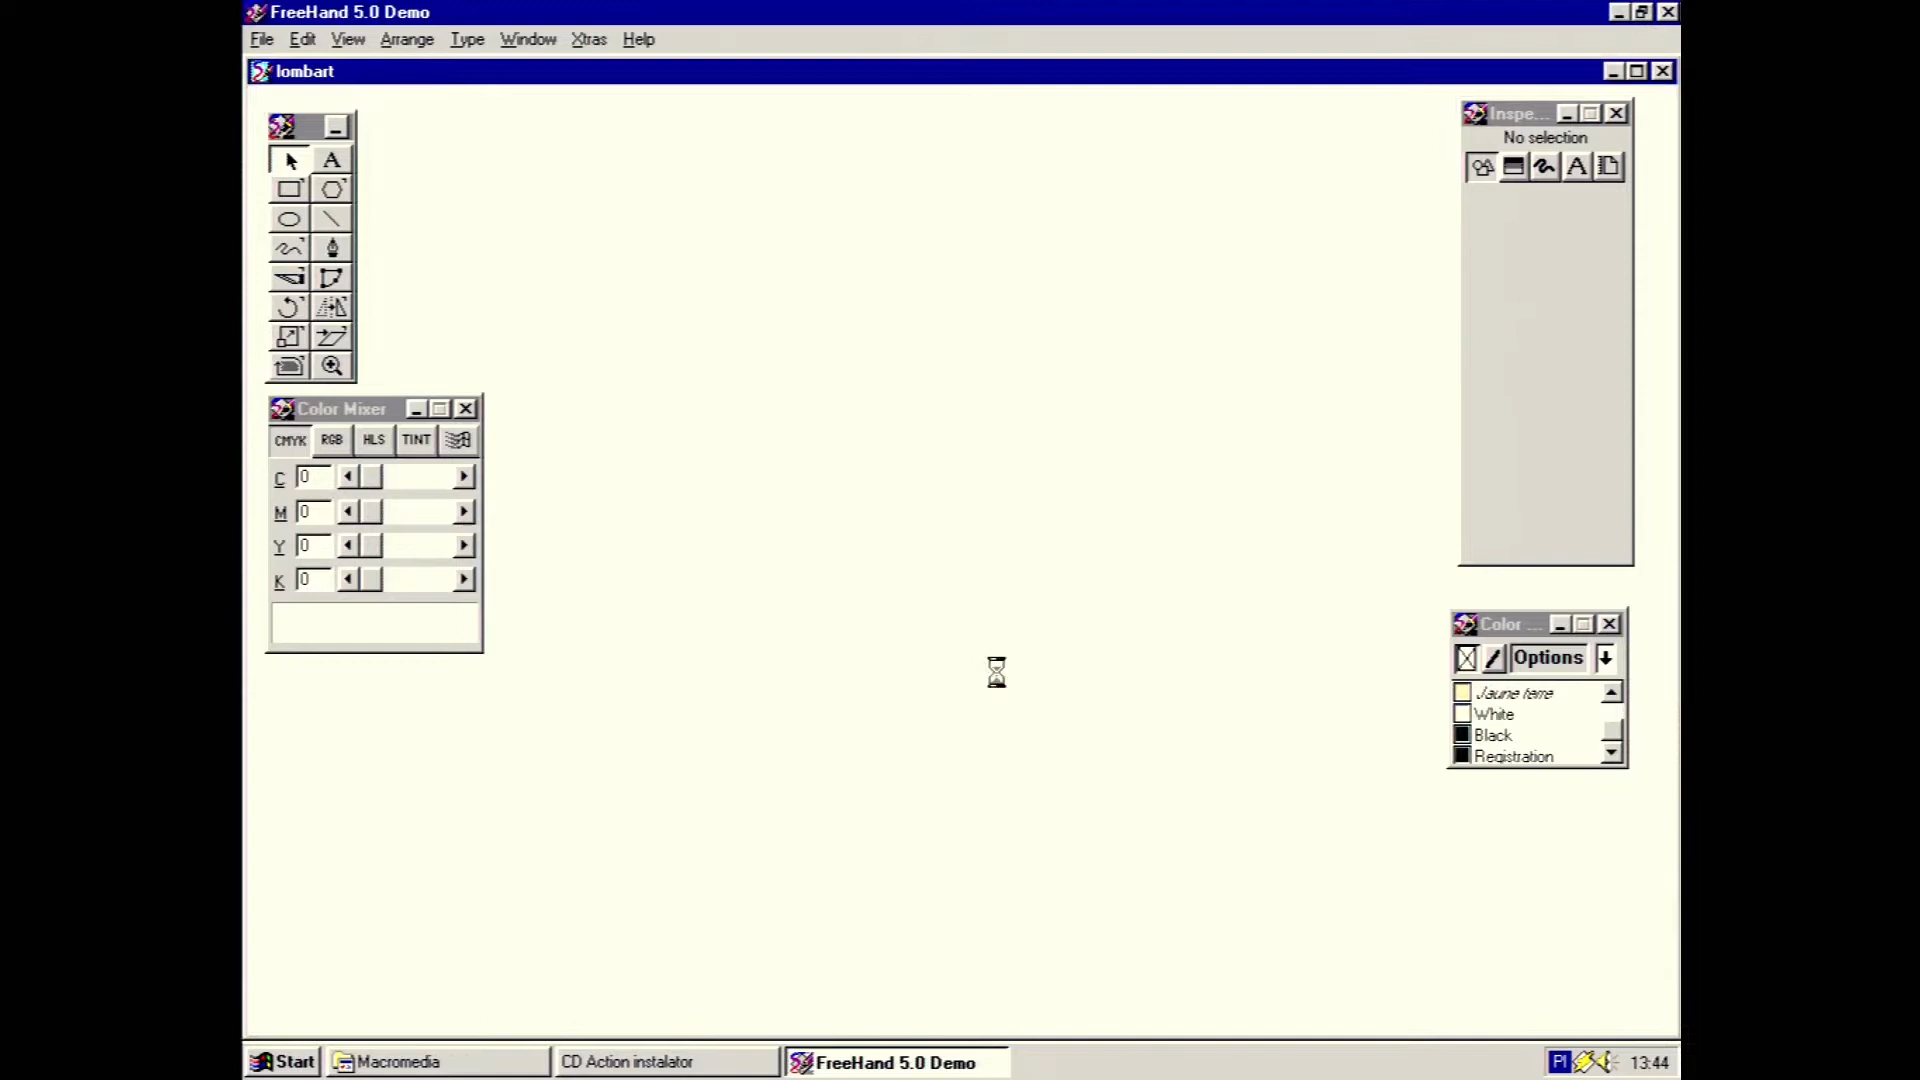 FreeHand 5.0 Demo
File Edit View Arrange Type Window Xtras Help
lombart
Inspe...
No selection
A
A
Color Mixer
CMYK RGB HLS TINT
C 0
M 0
Y 0
K 0
Color ...
Options
Jaune terre
White
Black
Registration
Start Macromedia CD Action instalator FreeHand 5.0 Demo Pl 13:44